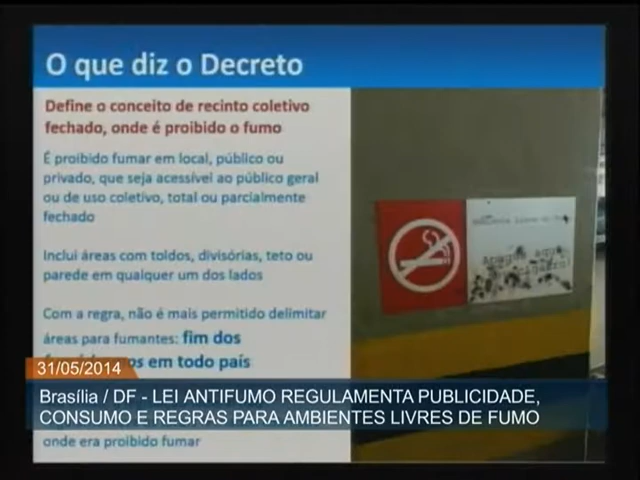 O que diz o Decreto
Define o conceito de recinto coletivo
fechado, onde é proibido o fumo
É proibido fumar em local, público ou
privado, que seja acessível ao público geral
ou de uso coletivo, total ou parcialmente
fechado
Inclui áreas com toldos, divisórias, teto ou
parede em qualquer um dos lados
Com a regra, não é mais permitido delimitar
áreas para fumantes: fim dos
em todo país
31/05/2014
Brasília / DF - LEI ANTIFUMO REGULAMENTA PUBLICIDADE,
CONSUMO E REGRAS PARA AMBIENTES LIVRES DE FUMO
onde era proibido fumar
Apague aqui